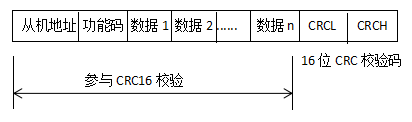 从机地址 功能码 数据 1 数据 2 ...... 数据 n CRCL CRCH
参与 CRC16 校验 16 位 CRC 校验码